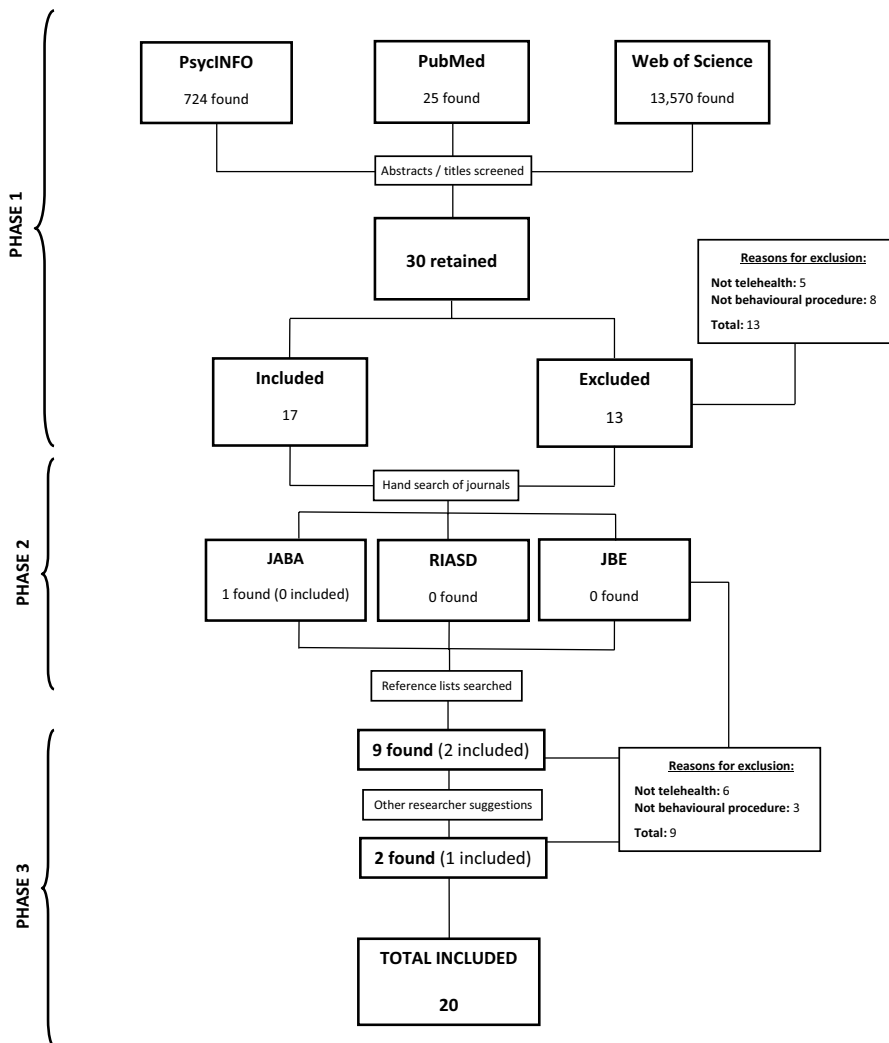 PHASE 1
PsycINFO
724 found
PubMed
25 found
Web of Science
13,570 found
Abstracts / titles screened
30 retained
Reasons for exclusion:
Not telehealth: 5
Not behavioural procedure: 8
Total: 13
Included
17
Excluded
13
PHASE 2
Hand search of journals
JABA
1 found (0 included)
RIASD
0 found
JBE
0 found
Reference lists searched
PHASE 3
9 found (2 included)
Reasons for exclusion:
Not telehealth: 6
Not behavioural procedure: 3
Total: 9
Other researcher suggestions
2 found (1 included)
TOTAL INCLUDED
20